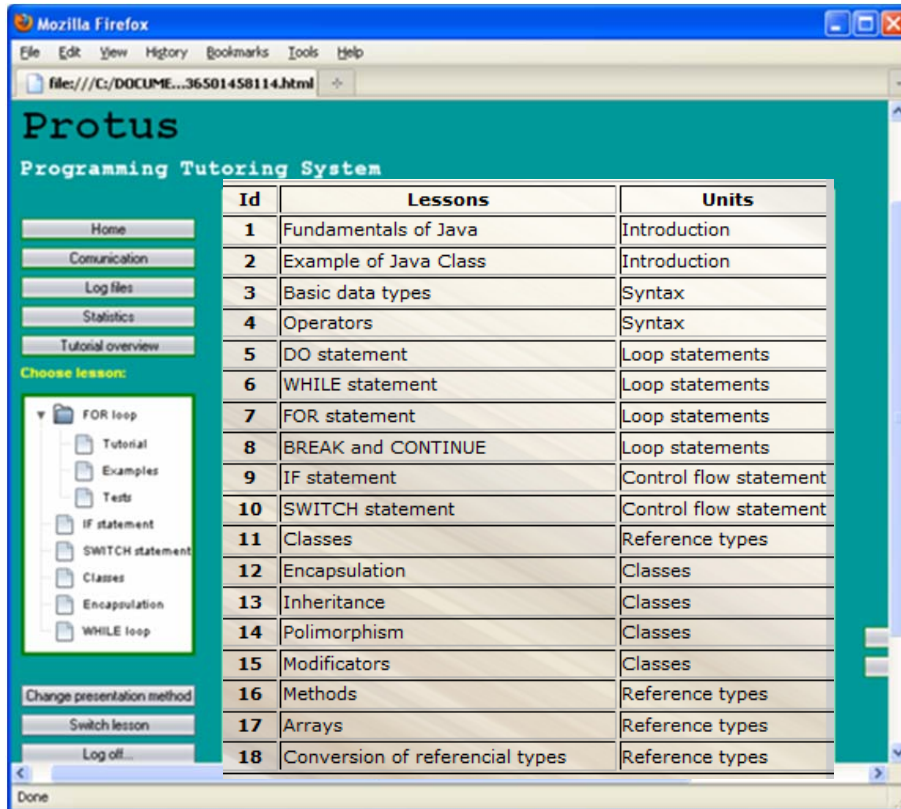 Mozilla Firefox
File Edit View History Bookmarks Tools Help
file:///C:/DOCUME...36501458114.html
Protus
Programming Tutoring System
Home
Comunication
Log files
Statistics
Tutorial overview
Choose lesson:
FOR loop
Tutorial
Examples
Tests
IF statement
SWITCH statement
Classes
Encapsulation
WHILE loop
Change presentation method
Switch lesson
Log off...
Id Lessons Units
1 Fundamentals of Java Introduction
2 Example of Java Class Introduction
3 Basic data types Syntax
4 Operators Syntax
5 DO statement Loop statements
6 WHILE statement Loop statements
7 FOR statement Loop statements
8 BREAK and CONTINUE Loop statements
9 IF statement Control flow statement
10 SWITCH statement Control flow statement
11 Classes Reference types
12 Encapsulation Classes
13 Inheritance Classes
14 Polimorphism Classes
15 Modificators Classes
16 Methods Reference types
17 Arrays Reference types
18 Conversion of referencial types Reference types
Done